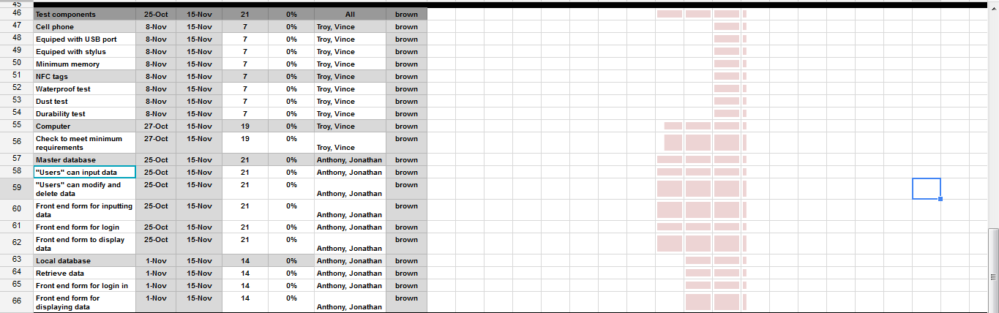 45
46 Test components 25-Oct 15-Nov 21 0% All brown
47 Cell phone 8-Nov 15-Nov 7 0% Troy, Vince brown
48 Equiped with USB port 8-Nov 15-Nov 7 0% Troy, Vince brown
49 Equiped with stylus 8-Nov 15-Nov 7 0% Troy, Vince brown
50 Minimum memory 8-Nov 15-Nov 7 0% Troy, Vince brown
51 NFC tags 8-Nov 15-Nov 7 0% Troy, Vince brown
52 Waterproof test 8-Nov 15-Nov 7 0% Troy, Vince brown
53 Dust test 8-Nov 15-Nov 7 0% Troy, Vince brown
54 Durability test 8-Nov 15-Nov 7 0% Troy, Vince brown
55 Computer 27-Oct 15-Nov 19 0% Troy, Vince brown
56 Check to meet minimum 27-Oct 15-Nov 19 0% brown
requirements Troy, Vince
57 Master database 25-Oct 15-Nov 21 0% Anthony, Jonathan brown
58 "Users" can input data 25-Oct 15-Nov 21 0% Anthony, Jonathan brown
59 "Users" can modify and 25-Oct 15-Nov 21 0% brown
delete data Anthony, Jonathan
60 Front end form for inputting 25-Oct 15-Nov 21 0% brown
data Anthony, Jonathan
61 Front end form for login 25-Oct 15-Nov 21 0% Anthony, Jonathan brown
62 Front end form to display 25-Oct 15-Nov 21 0% brown
data Anthony, Jonathan
63 Local database 1-Nov 15-Nov 14 0% Anthony, Jonathan brown
64 Retrieve data 1-Nov 15-Nov 14 0% Anthony, Jonathan brown
65 Front end form for login in 1-Nov 15-Nov 14 0% Anthony, Jonathan brown
66 Front end form for 1-Nov 15-Nov 14 0% brown
displaying data Anthony, Jonathan